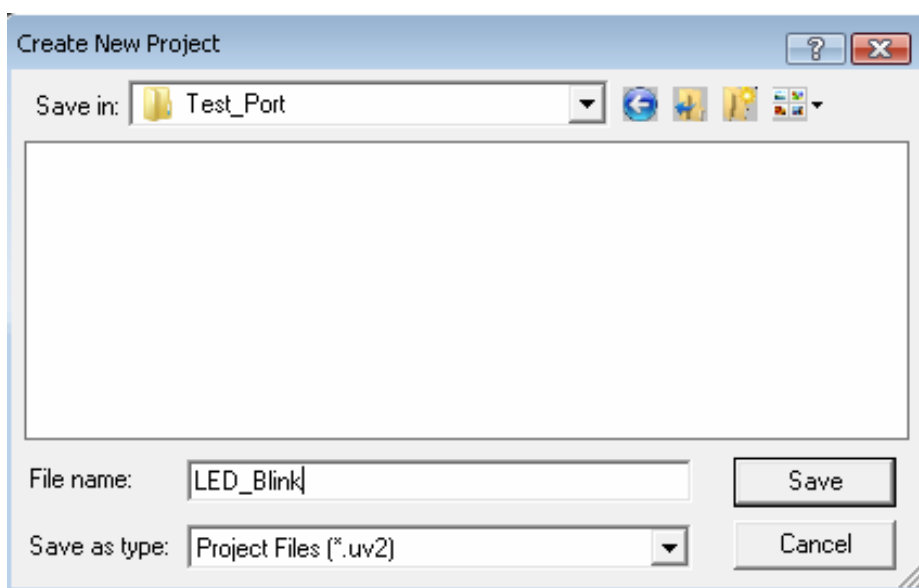 Create New Project
Save in: Test_Port
File name: LED_Blink Save
Save as type: Project Files (*.uv2) Cancel